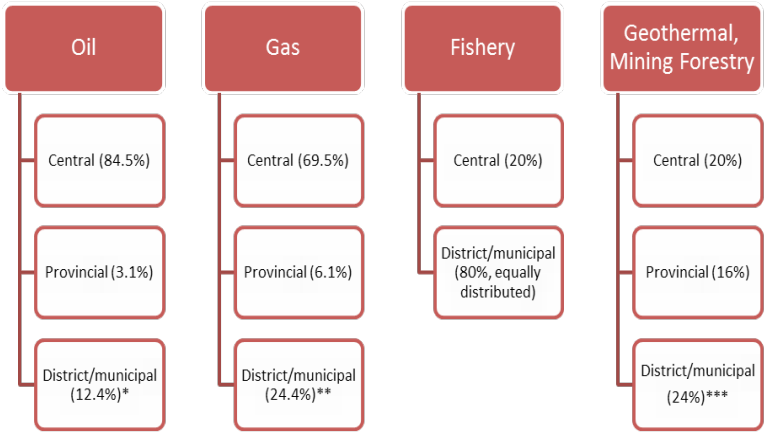 Oil
Central (84.5%)
Provincial (3.1%)
District/municipal
(12.4%)*
Gas
Central (69.5%)
Provincial (6.1%)
District/municipal
(24.4%)**
Fishery
Central (20%)
District/municipal
(80%, equally
distributed)
Geothermal,
Mining Forestry
Central (20%)
Provincial (16%)
District/municipal
(24%)***